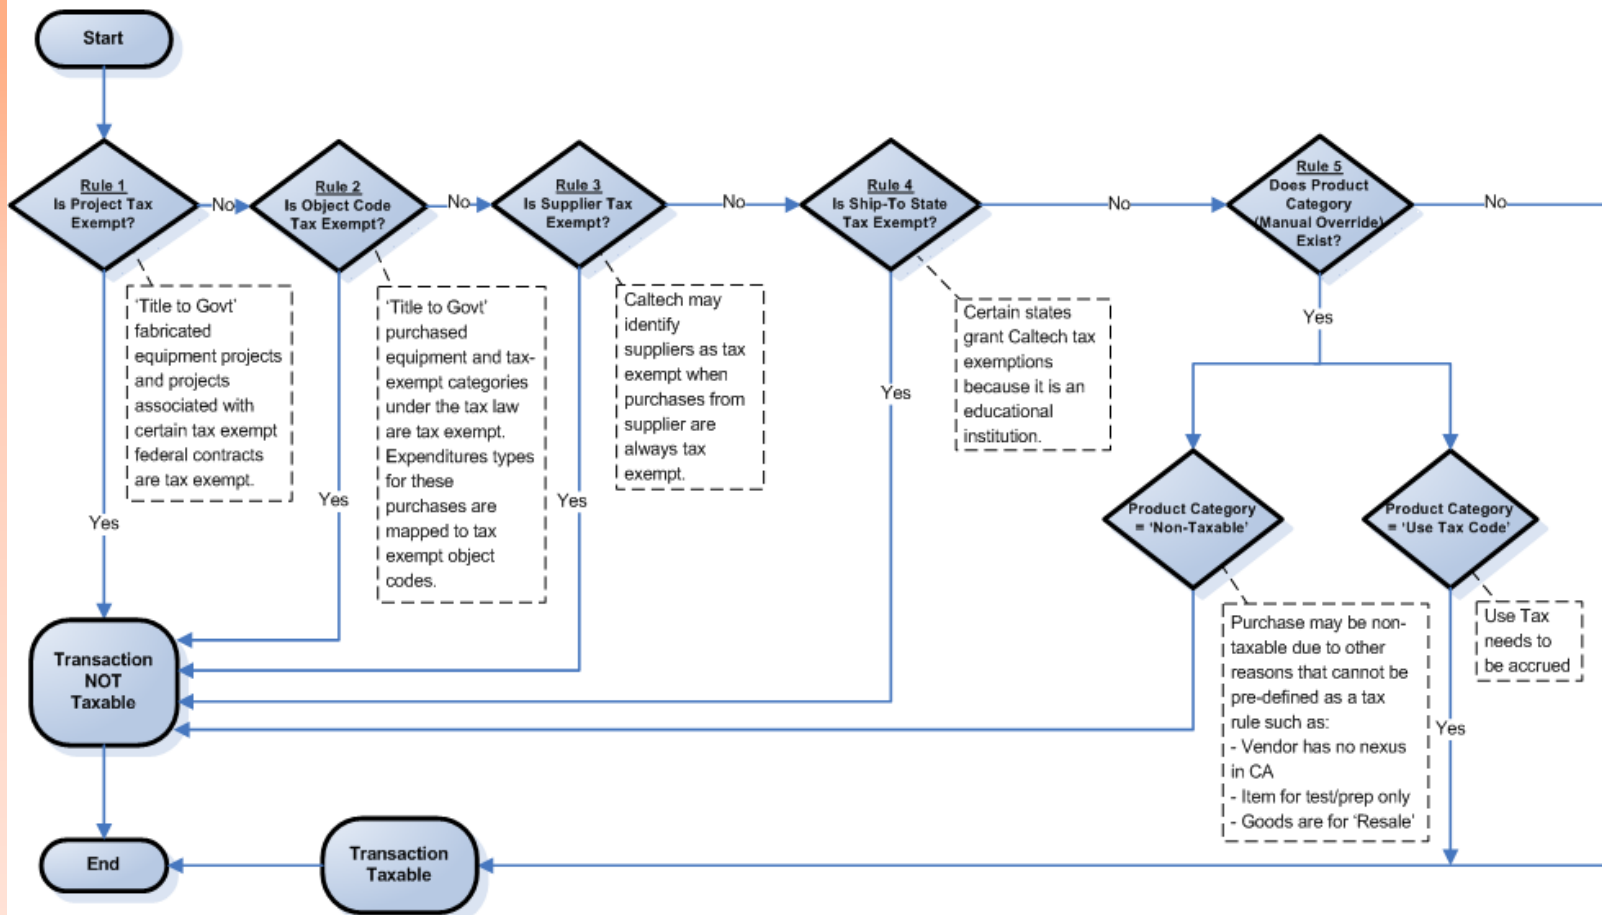 Start
Rule 1
Is Project Tax
Exempt?
No
Rule 2
Is Object Code
Tax Exempt?
No
Rule 3
Is Supplier Tax
Exempt?
No
Rule 4
Is Ship-To State
Tax Exempt?
No
Rule 5
Does Product
Category
(Manual Override)
Exist?
No
'Title to Govt'
fabricated
equipment projects
and projects
associated with
certain tax exempt
federal contracts
are tax exempt.
'Title to Govt'
purchased
equipment and tax-
exempt categories
under the tax law
are tax exempt.
Expenditures types
for these
purchases are
mapped to tax
exempt object
codes.
Caltech may
identify
suppliers as tax
exempt when
purchases from
supplier are
always tax
exempt.
Certain states
grant Caltech tax
exemptions
because it is an
educational
institution.
Yes
Yes
Yes
Yes
Yes
Product Category
= 'Non-Taxable'
Product Category
= 'Use Tax Code'
Purchase may be non-
taxable due to other
reasons that cannot be
pre-defined as a tax
rule such as:
- Vendor has no nexus
in CA
- Item for test/prep only
- Goods are for 'Resale'
Use Tax
needs to
be accrued
Yes
Transaction
NOT
Taxable
End
Transaction
Taxable